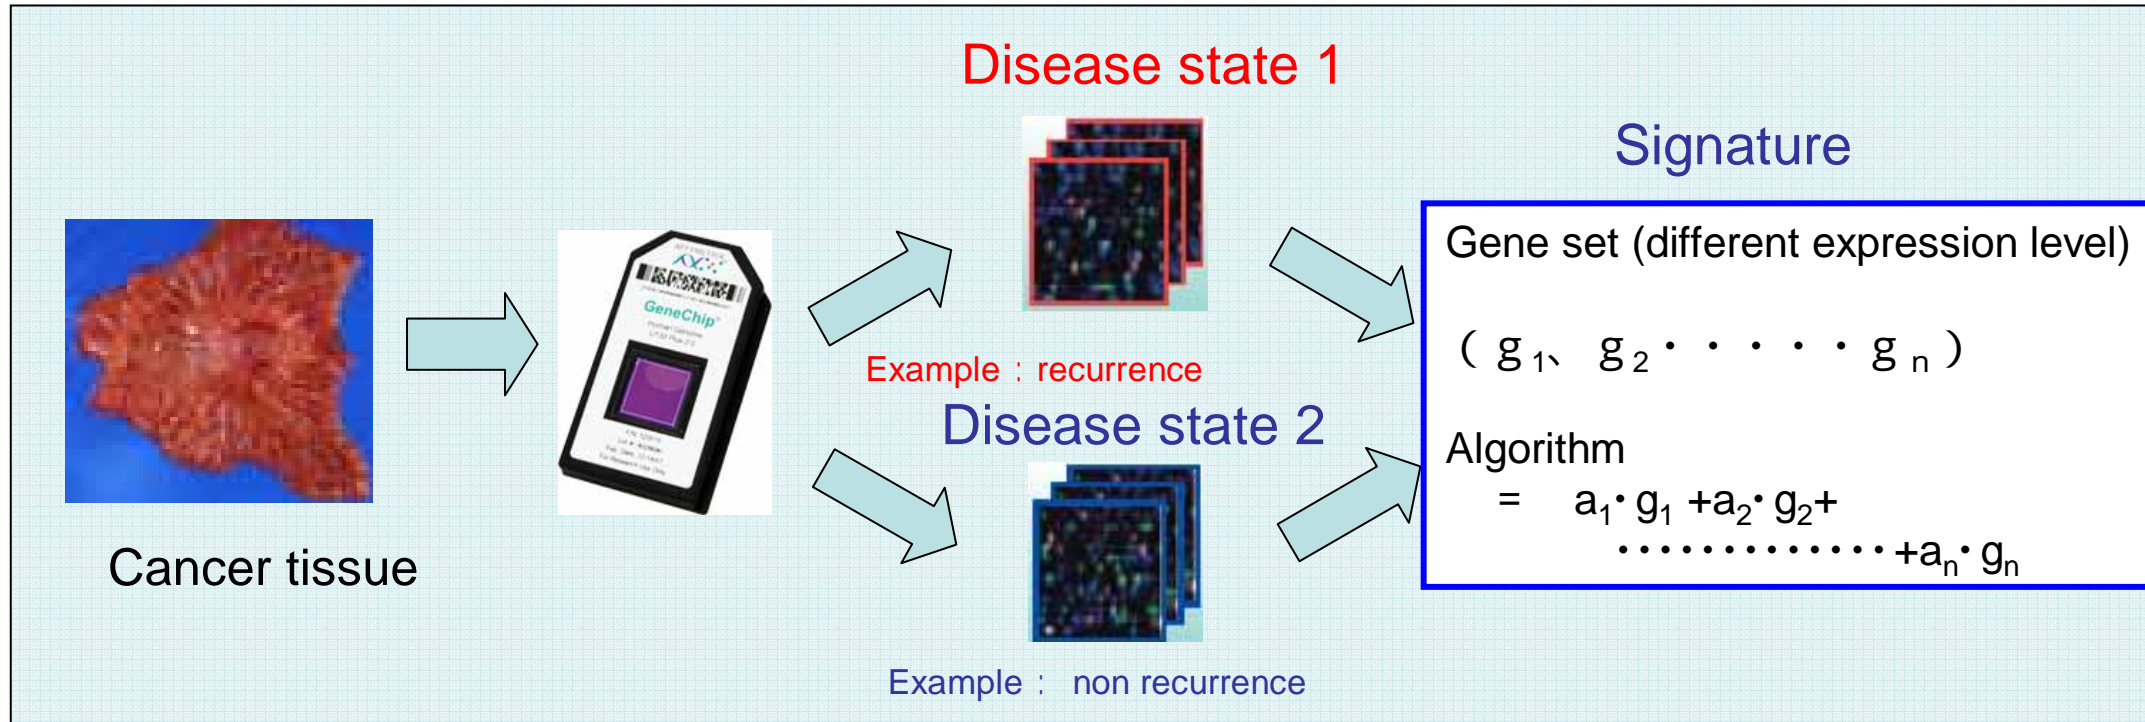 Disease state 1
Signature
Gene set (different expression level)
GeneChip®
Example : recurrence
( g 1、 g 2 ・ ・ ・ ・ ・ g n )
Disease state 2
Algorithm
= a1・g1 +a2・g2+
・・・・・・・・・・・・・+an・gn
Cancer tissue
Example : non recurrence